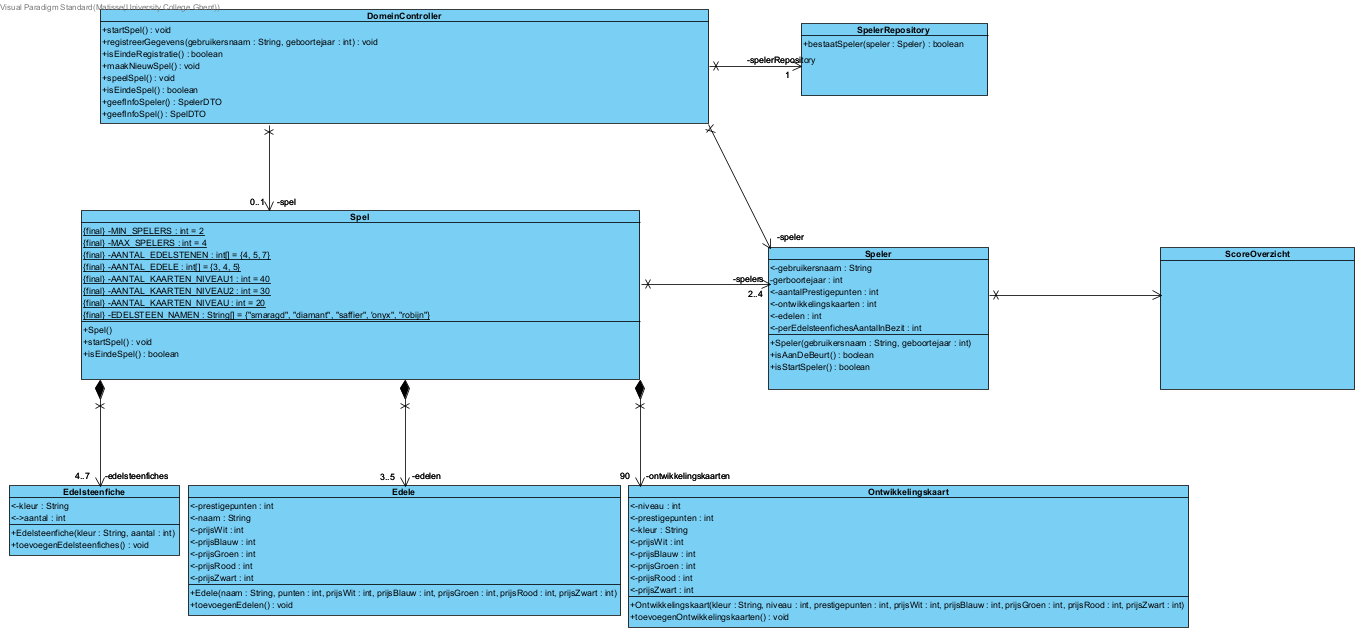 Visual Paradigm Standard(Matisse(University College Ghent))
DomeinController
+startSpel() : void
+registreerGegevens(gebruikersnaam : String, geboortejaar : int) : void
+isEindeRegistratie() : boolean
+maakNieuwSpel() : void
+speelSpel() : void
+isEindeSpel() : boolean
+geefInfoSpeler() : SpelerDTO
+geefInfoSpel() : SpelDTO
SpelerRepository
+bestaatSpeler(speler : Speler) : boolean
-spelerRepository
1
0..1 -spel
-speler
Spel
{final} -MIN_SPELERS : int = 2
{final} -MAX_SPELERS : int = 4
{final} -AANTAL_EDELSTENEN : int[] = {4, 5, 7}
{final} -AANTAL_EDELE : int[] = {3, 4, 5}
{final} -AANTAL_KAARTEN_NIVEAU1 : int = 40
{final} -AANTAL_KAARTEN_NIVEAU2 : int = 30
{final} -AANTAL_KAARTEN_NIVEAU : int = 20
{final} -EDELSTEEN_NAMEN : String[] = {"smaragd", "diamant", "saffier", 'onyx", "robijn"}
+Spel()
+startSpel() : void
+isEindeSpel() : boolean
-spelers
2..4
Speler
<-gebruikersnaam : String
-gerboortejaar : int
<-aantalPrestigepunten : int
<-ontwikkelingskaarten : int
<-edelen : int
<-perEdelsteenfichesAantalInBezit : int
+Speler(gebruikersnaam : String, geboortejaar : int)
+isAanDeBeurt() : boolean
+isStartSpeler() : boolean
ScoreOverzicht
4..7 -edelsteenfiches
3..5 -edelen
90 -ontwikkelingskaarten
Edelsteenfiche
<-kleur : String
<->aantal : int
+Edelsteenfiche(kleur : String, aantal : int)
+toevoegenEdelsteenfiches() : void
Edele
<-prestigepunten : int
<-naam : String
<-prijsWit : int
<-prijsBlauw : int
<-prijsGroen : int
<-prijsRood : int
<-prijsZwart : int
+Edele(naam : String, punten : int, prijsWit : int, prijsBlauw : int, prijsGroen : int, prijsRood : int, prijsZwart : int)
+toevoegenEdelen() : void
Ontwikkelingskaart
<-niveau : int
<-prestigepunten : int
<-kleur : String
<-prijsWit : int
<-prijsBlauw : int
<-prijsGroen : int
<-prijsRood : int
<-prijsZwart : int
+Ontwikkelingskaart(kleur : String, niveau : int, prestigepunten : int, prijsWit : int, prijsBlauw : int, prijsGroen : int, prijsRood : int, prijsZwart : int)
+toevoegenOntwikkelingskaarten() : void